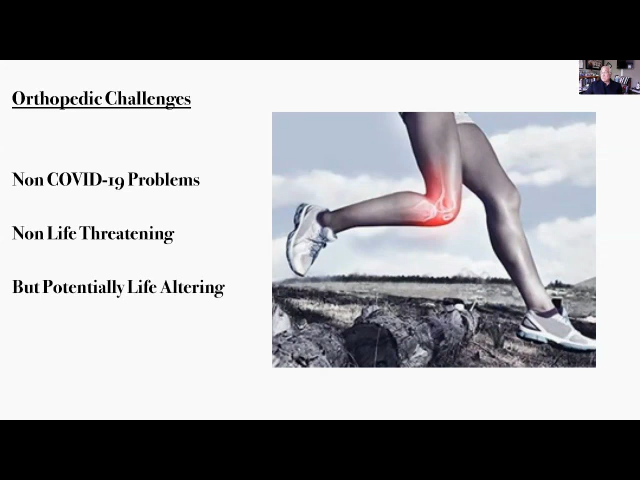 Orthopedic Challenges
Non COVID-19 Problems
Non Life Threatening
But Potentially Life Altering